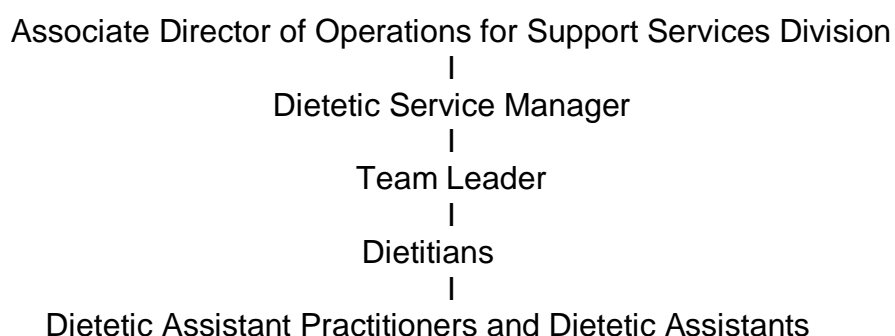 Associate Director of Operations for Support Services Division
Dietetic Service Manager
Team Leader
Dietitians
Dietetic Assistant Practitioners and Dietetic Assistants